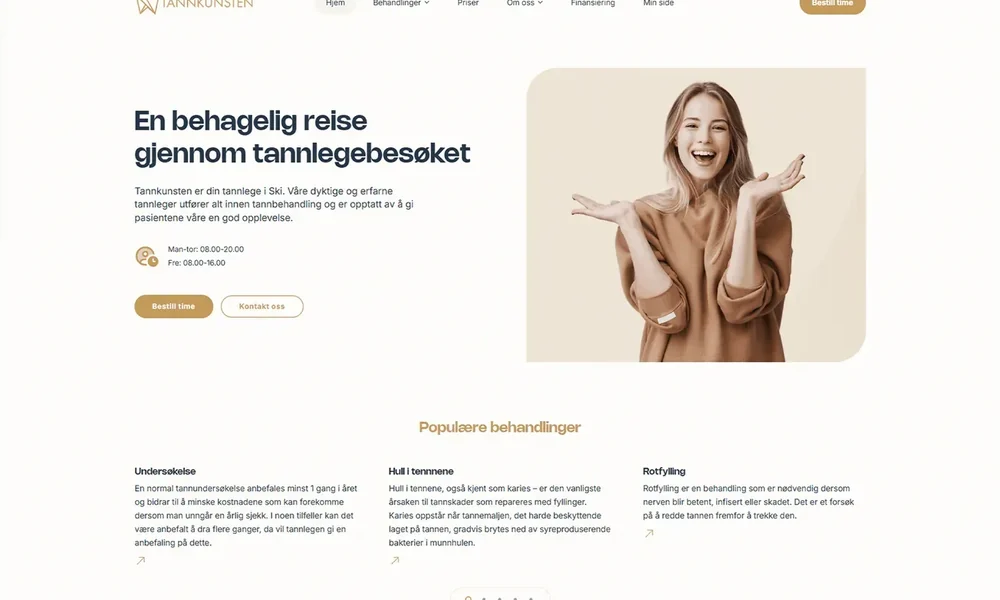 TANNKUNSTEN
Hjem
Behandlinger
Priser
Om oss
Finansiering
Min side
Bestill time
En behagelig reise
gjennom tannlegebesøket
Tannkunsten er din tannlege i Ski. Våre dyktige og erfarne
tannleger utfører alt innen tannbehandling og er opptatt av å gi
pasientene våre en god opplevelse.
Man-tor: 08.00-20.00
Fre: 08.00-16.00
Bestill time
Kontakt oss
Populære behandlinger
Undersøkelse
En normal tannundersøkelse anbefales minst 1 gang i året
og bidrar til å minske kostnadene som kan forekomme
dersom man unngår en årlig sjekk. I noen tilfeller kan det
være anbefalt å dra flere ganger, da vil tannlegen gi en
anbefaling på dette.
Hull i tennnene
Hull i tennene, også kjent som karies – er den vanligste
årsaken til tannskader som repareres med fyllinger.
Karies oppstår når tannemaljen, det harde beskyttende
laget på tannen, gradvis brytes ned av syreproduserende
bakterier i munnhulen.
Rotfylling
Rotfylling er en behandling som er nødvendig dersom
nerven blir betent, infisert eller skadet. Det er et forsøk
på å redde tannen fremfor å trekke den.